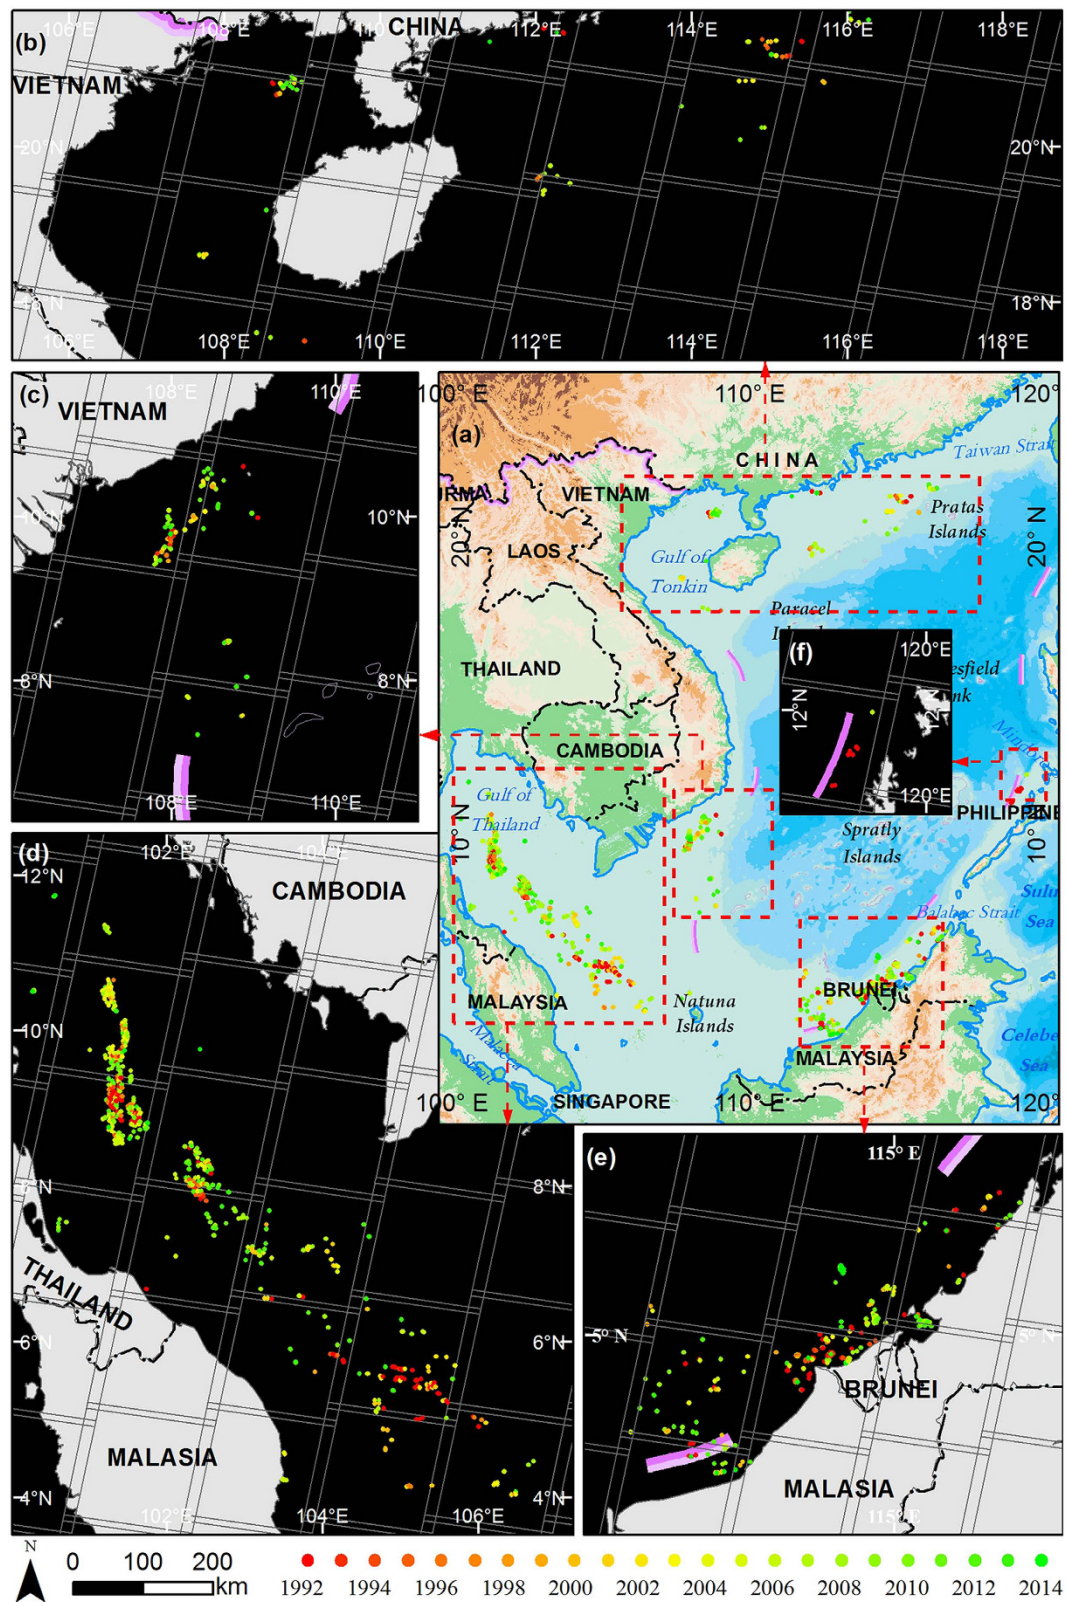 (b)
106°E
108°E
CHINA
112°E
114°E
116°E
118°E
VIETNAM
20°N
20°N
18°N
106°E
108°E
110°E
112°E
114°E
116°E
118°E
18°N
(c)
108°E
110°E
VIETNAM
10°N
10°N
8°N
8°N
108°E
110°E
100° E
110° E
120°
(a)
Taiwan Strait
CHINA
VIETNAM
LAOS
20° N
Gulf of
Tonkin
Pratas
Islands
20° N
Paracel
THAILAND
CAMBODIA
Gulf of
Thailand
10° N
(f)
120°E
12°N
12°N
120°E
PHILIPPINE
Spratly
Islands
10° N
Sulu
Sea
Balabac Strait
BRUNEI
MALAYSIA
Natuna
Islands
MALAYSIA
Celebe
Sea
Malacca
Strait
SINGAPORE
100° E
110° E
120°
(d)
102°E
104°E
12°N
CAMBODIA
10°N
10°N
8°N
8°N
THAILAND
6°N
6°N
MALASIA
4°N
4°N
102°E
104°E
106°E
(e)
115° E
5° N
5° N
BRUNEI
MALASIA
115° E
N
0 100 200
km
1992 1994 1996 1998 2000 2002 2004 2006 2008 2010 2012 2014